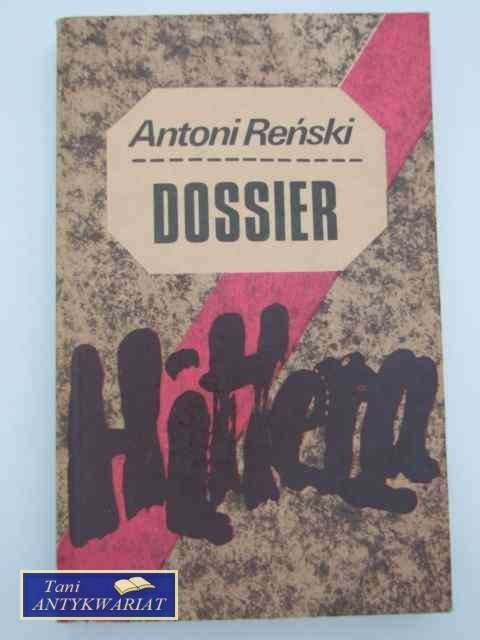 Antoni Reński
DOSSIER
Hitlera
Tani
ANTYKWARIAT